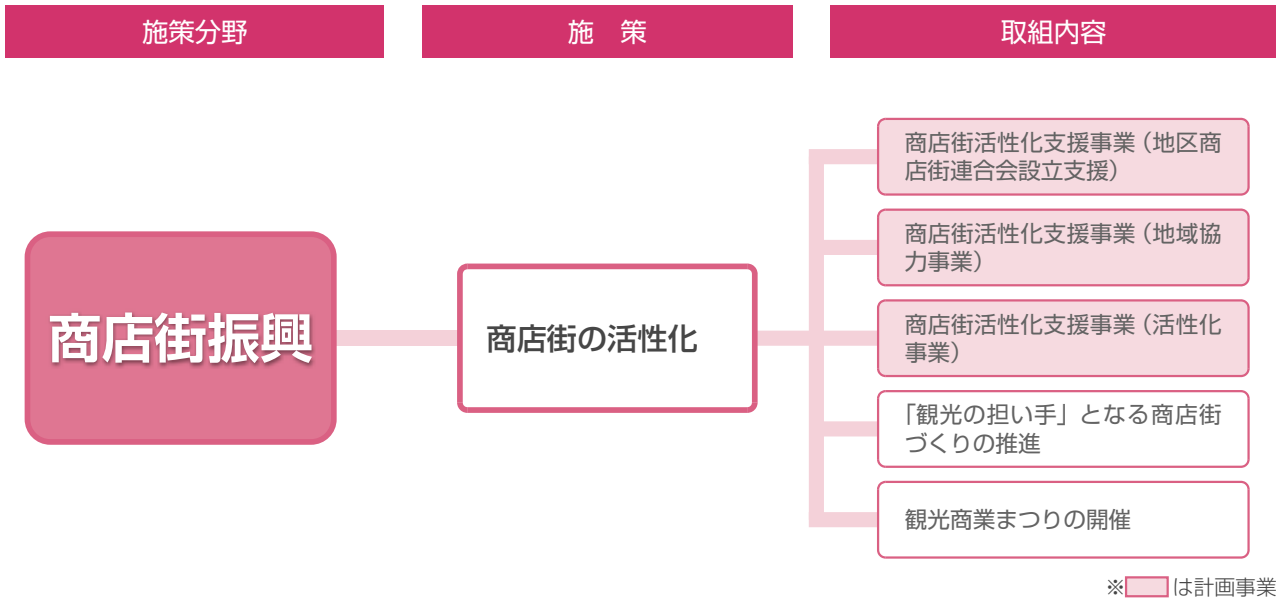 施策分野
施　策
取組内容
商店街振興
商店街の活性化
商店街活性化支援事業（地区商
店街連合会設立支援）
商店街活性化支援事業（地域協
力事業）
商店街活性化支援事業（活性化
事業）
「観光の担い手」となる商店街
づくりの推進
観光商業まつりの開催
※ は計画事業